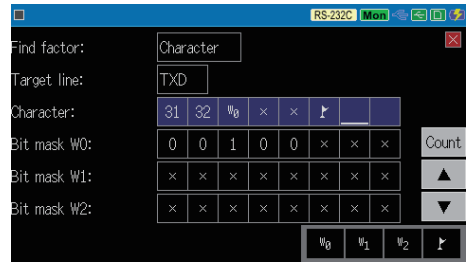 RS-232C Mon
Find factor: Character
Target line: TXD
Character: 31 32 W0 × ×
Bit mask W0: 0 0 1 0 0 × × ×
Bit mask W1: × × × × × × × ×
Bit mask W2: × × × × × × × ×
Count
W0 W1 W2